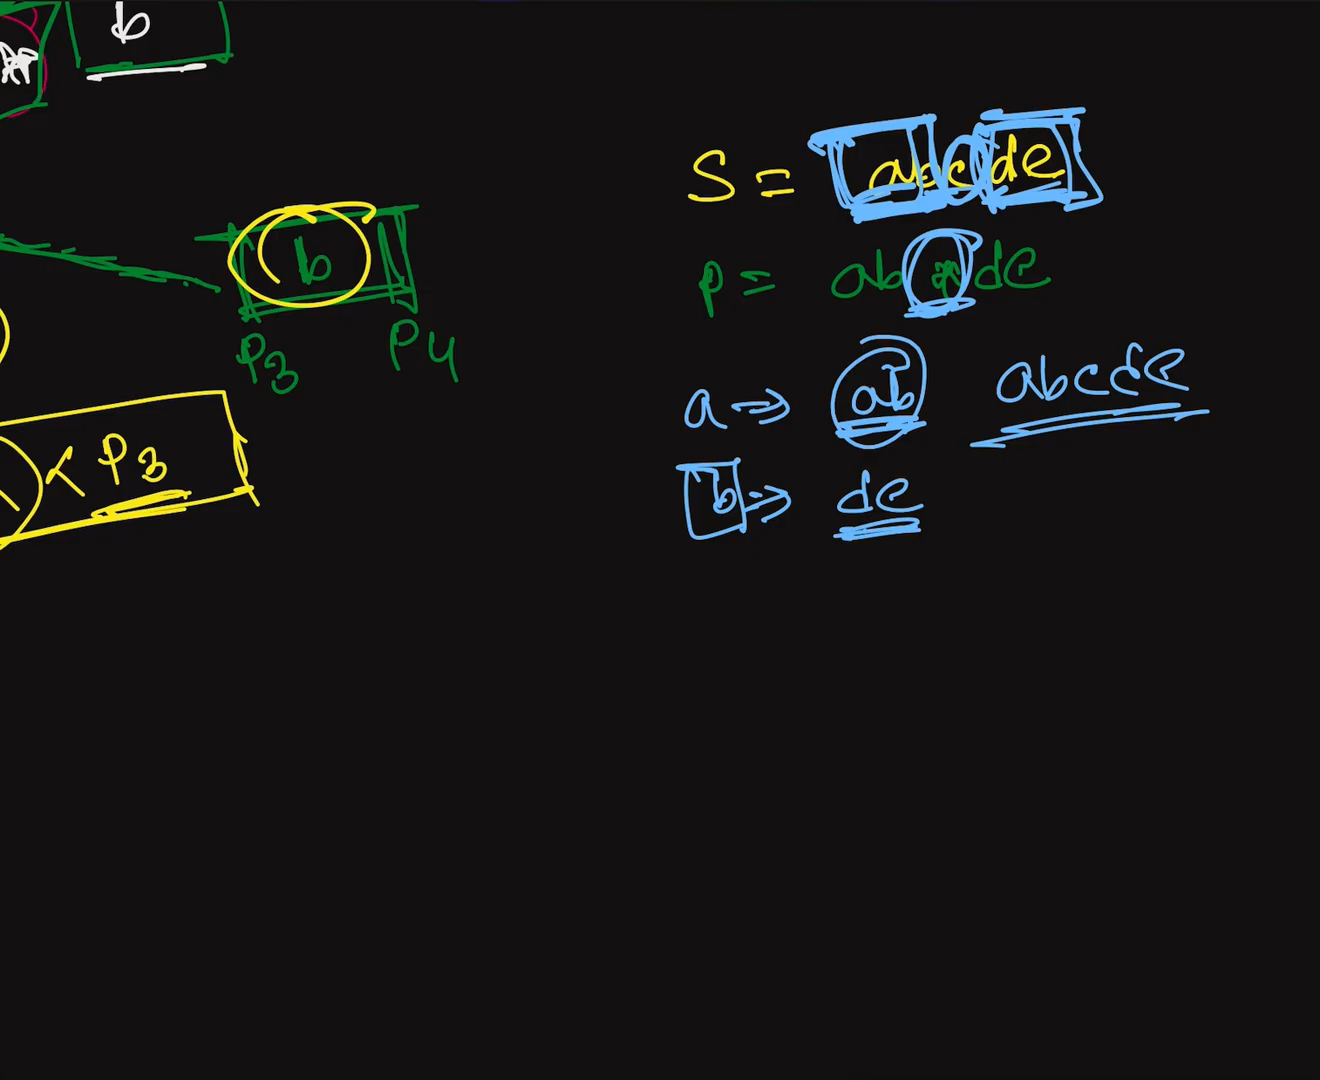 b
S = abcde
b
p = ab*de
P3 P4
a → ab abcde
< P3
b → de